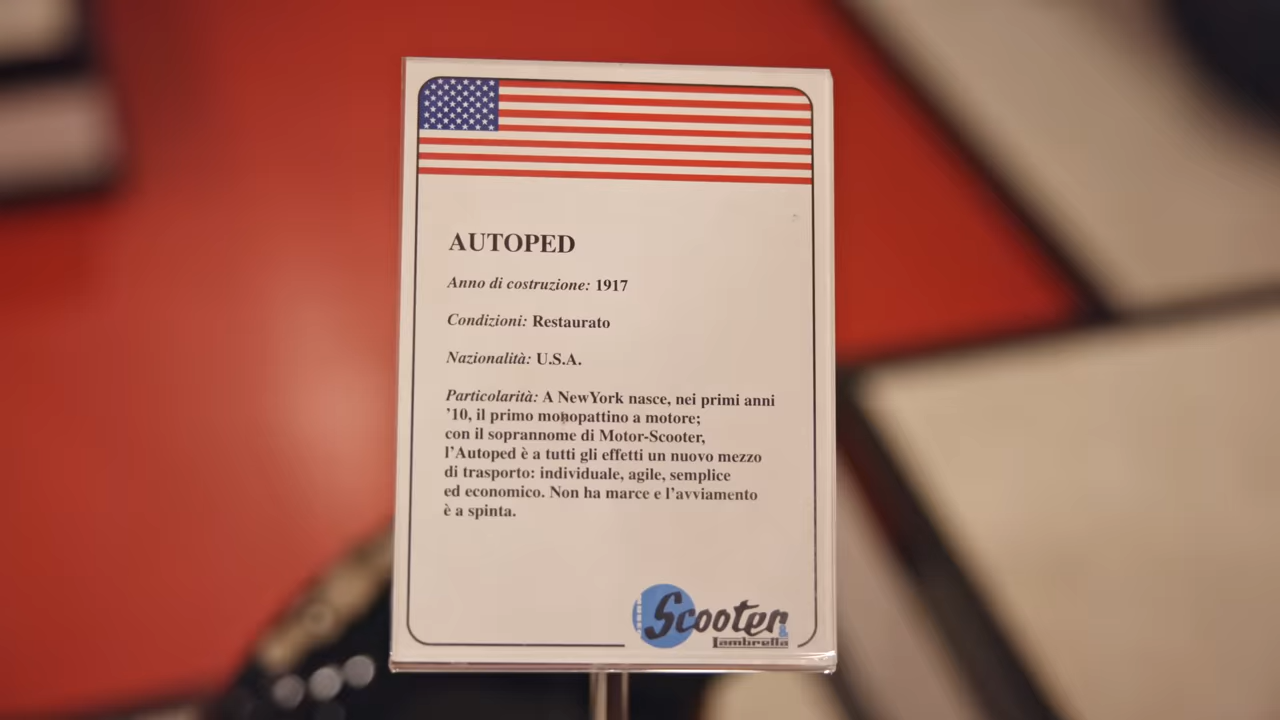 AUTOPED
Anno di costruzione: 1917
Condizioni: Restaurato
Nazionalità: U.S.A.
Particolarità: A NewYork nasce, nei primi anni
'10, il primo monopattino a motore;
con il soprannome di Motor-Scooter,
l'Autoped è a tutti gli effetti un nuovo mezzo
di trasporto: individuale, agile, semplice
ed economico. Non ha marce e l'avviamento
è a spinta.
Scooter &
Lambretta